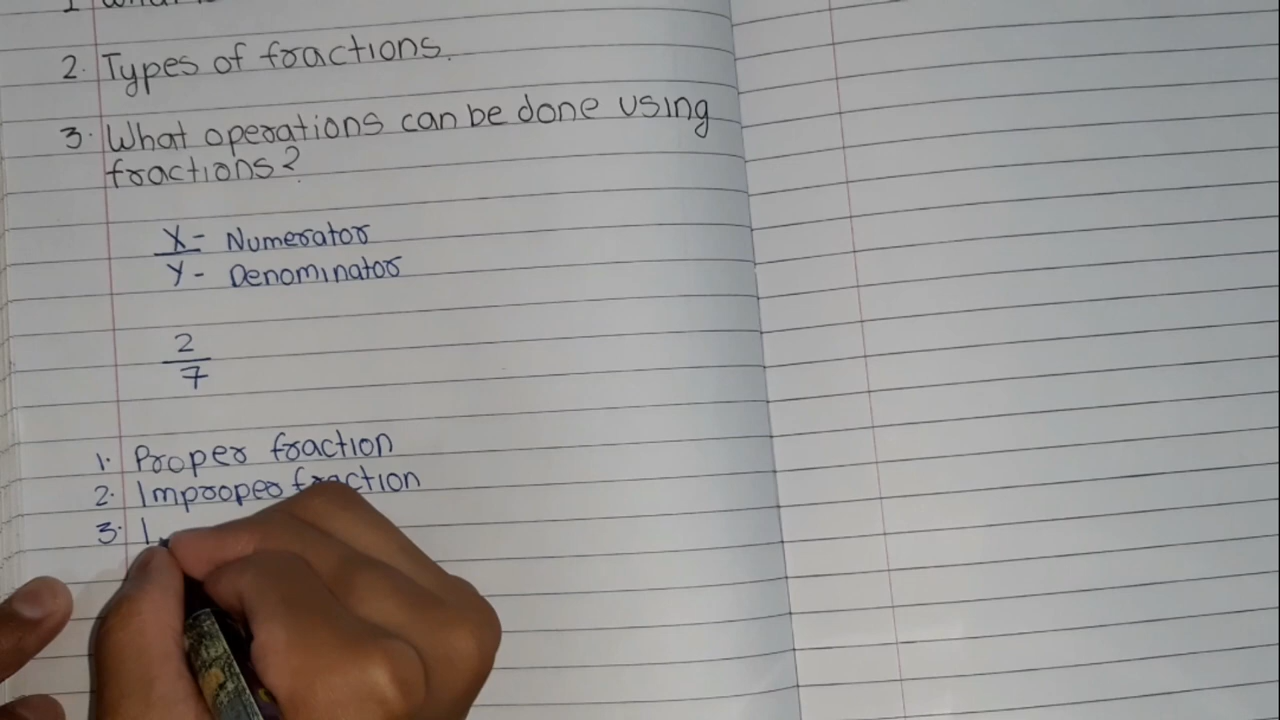 2. Types of fractions.
3. What operations can be done using
fractions?
X - Numerator
Y - Denominator
2
7
1. Proper fraction
2. Improper fraction
3.